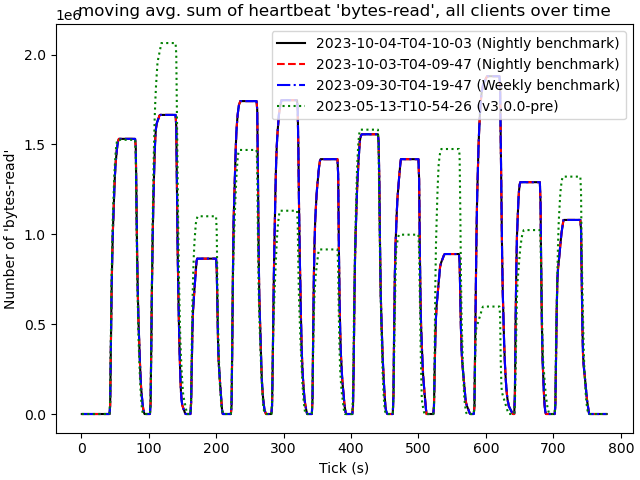 moving avg. sum of heartbeat 'bytes-read', all clients over time
1e6
2023-10-04-T04-10-03 (Nightly benchmark)
2023-10-03-T04-09-47 (Nightly benchmark)
2023-09-30-T04-19-47 (Weekly benchmark)
2023-05-13-T10-54-26 (v3.0.0-pre)
Number of 'bytes-read'
2.0
1.5
1.0
0.5
0.0
0 100 200 300 400 500 600 700 800
Tick (s)